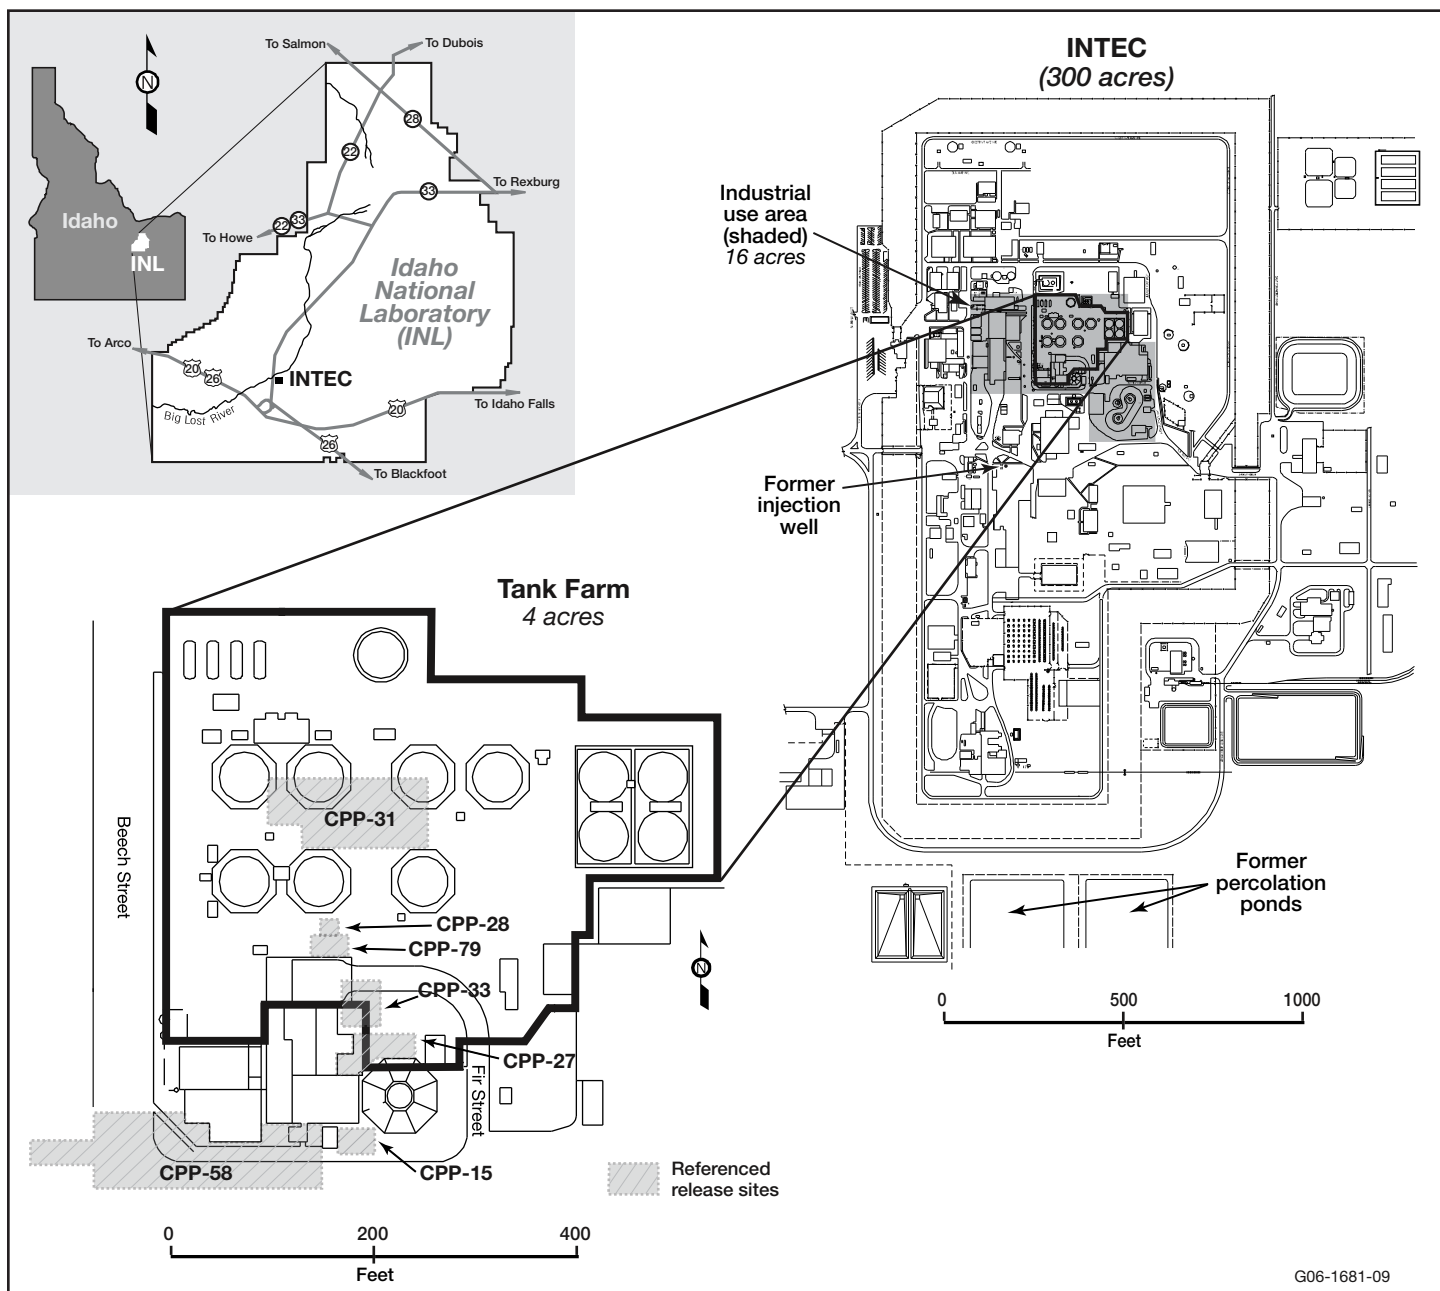 To Salmon
To Dubois
N
28
22
33
To Rexburg
22
33
To Howe
Idaho
INL
Idaho
National
Laboratory
(INL)
To Arco
20
26
INTEC
Big Lost River
20
To Idaho Falls
26
To Blackfoot
INTEC
(300 acres)
Industrial
use area
(shaded)
16 acres
Former
injection
well
Former
percolation
ponds
0
500
1000
Feet
Tank Farm
4 acres
Beech Street
CPP-31
CPP-28
CPP-79
CPP-33
CPP-27
Fir Street
CPP-58
CPP-15
N
Referenced
release sites
0
200
400
Feet
G06-1681-09